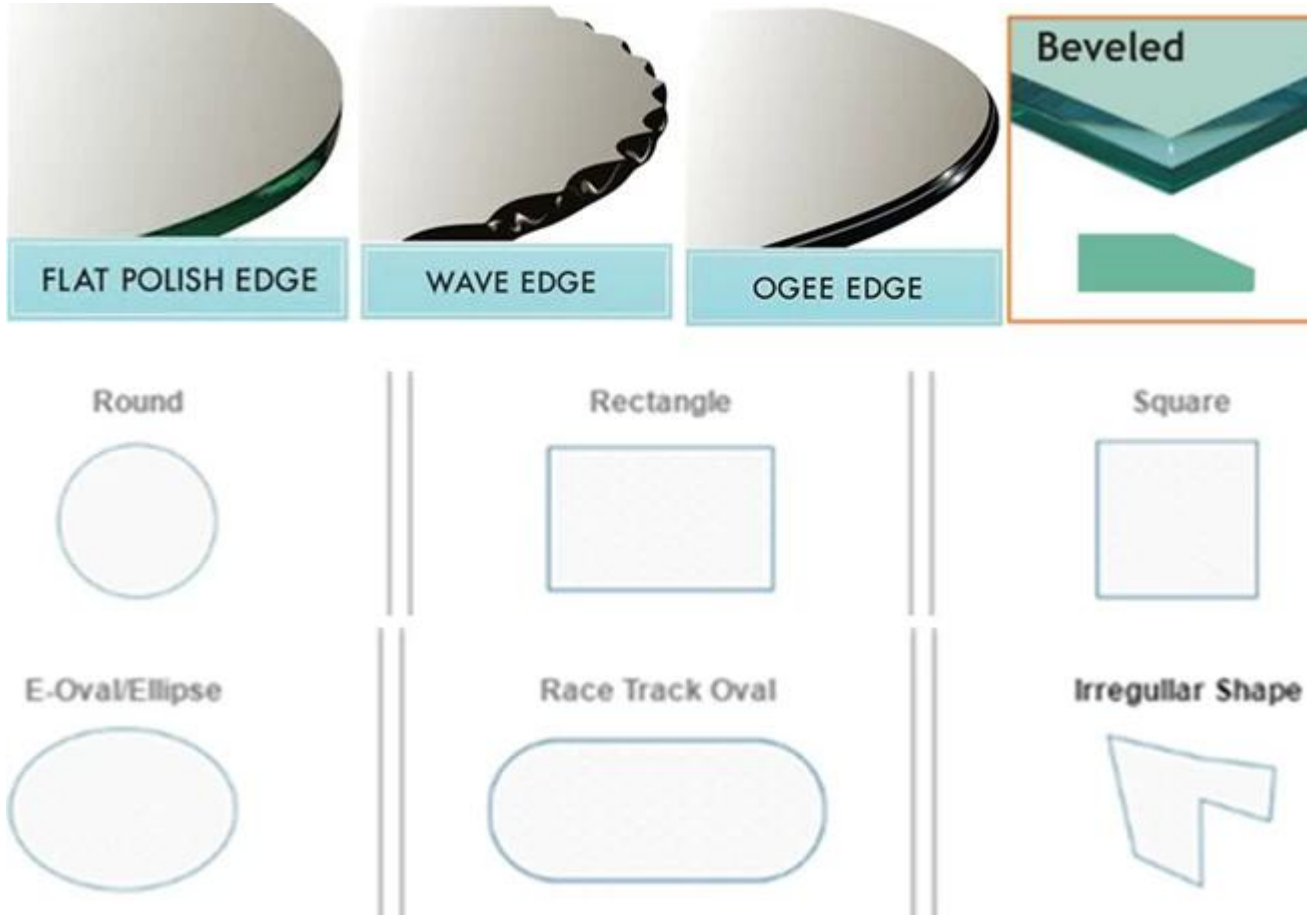 FLAT POLISH EDGE
WAVE EDGE
OGEE EDGE
Beveled
Round
Rectangle
Square
E-Oval/Ellipse
Race Track Oval
Irregullar Shape